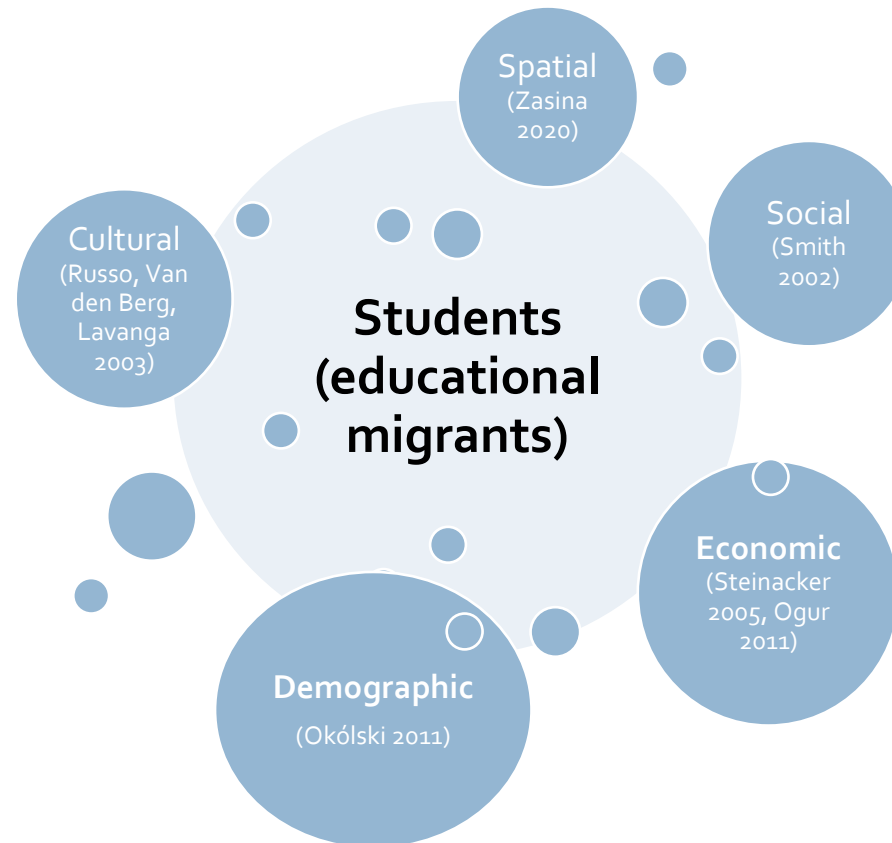 Spatial
(Zasina
2020)
Social
(Smith
2002)
Cultural
(Russo, Van
den Berg,
Lavanga
2003)
Students
(educational
migrants)
Economic
(Steinacker
2005, Ogur
2011)
Demographic
(Okólski 2011)